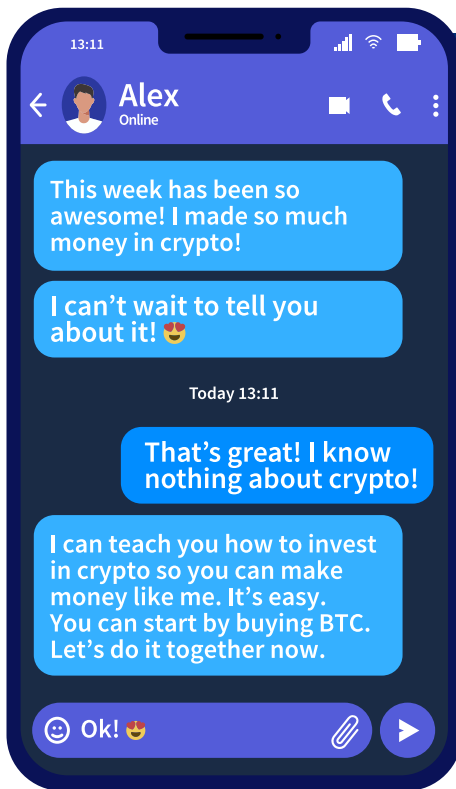 13:11
Alex
Online
This week has been so
awesome! I made so much
money in crypto!
I can’t wait to tell you
about it! 😍
Today 13:11
That’s great! I know
nothing about crypto!
I can teach you how to invest
in crypto so you can make
money like me. It’s easy.
You can start by buying BTC.
Let’s do it together now.
Ok! 😍